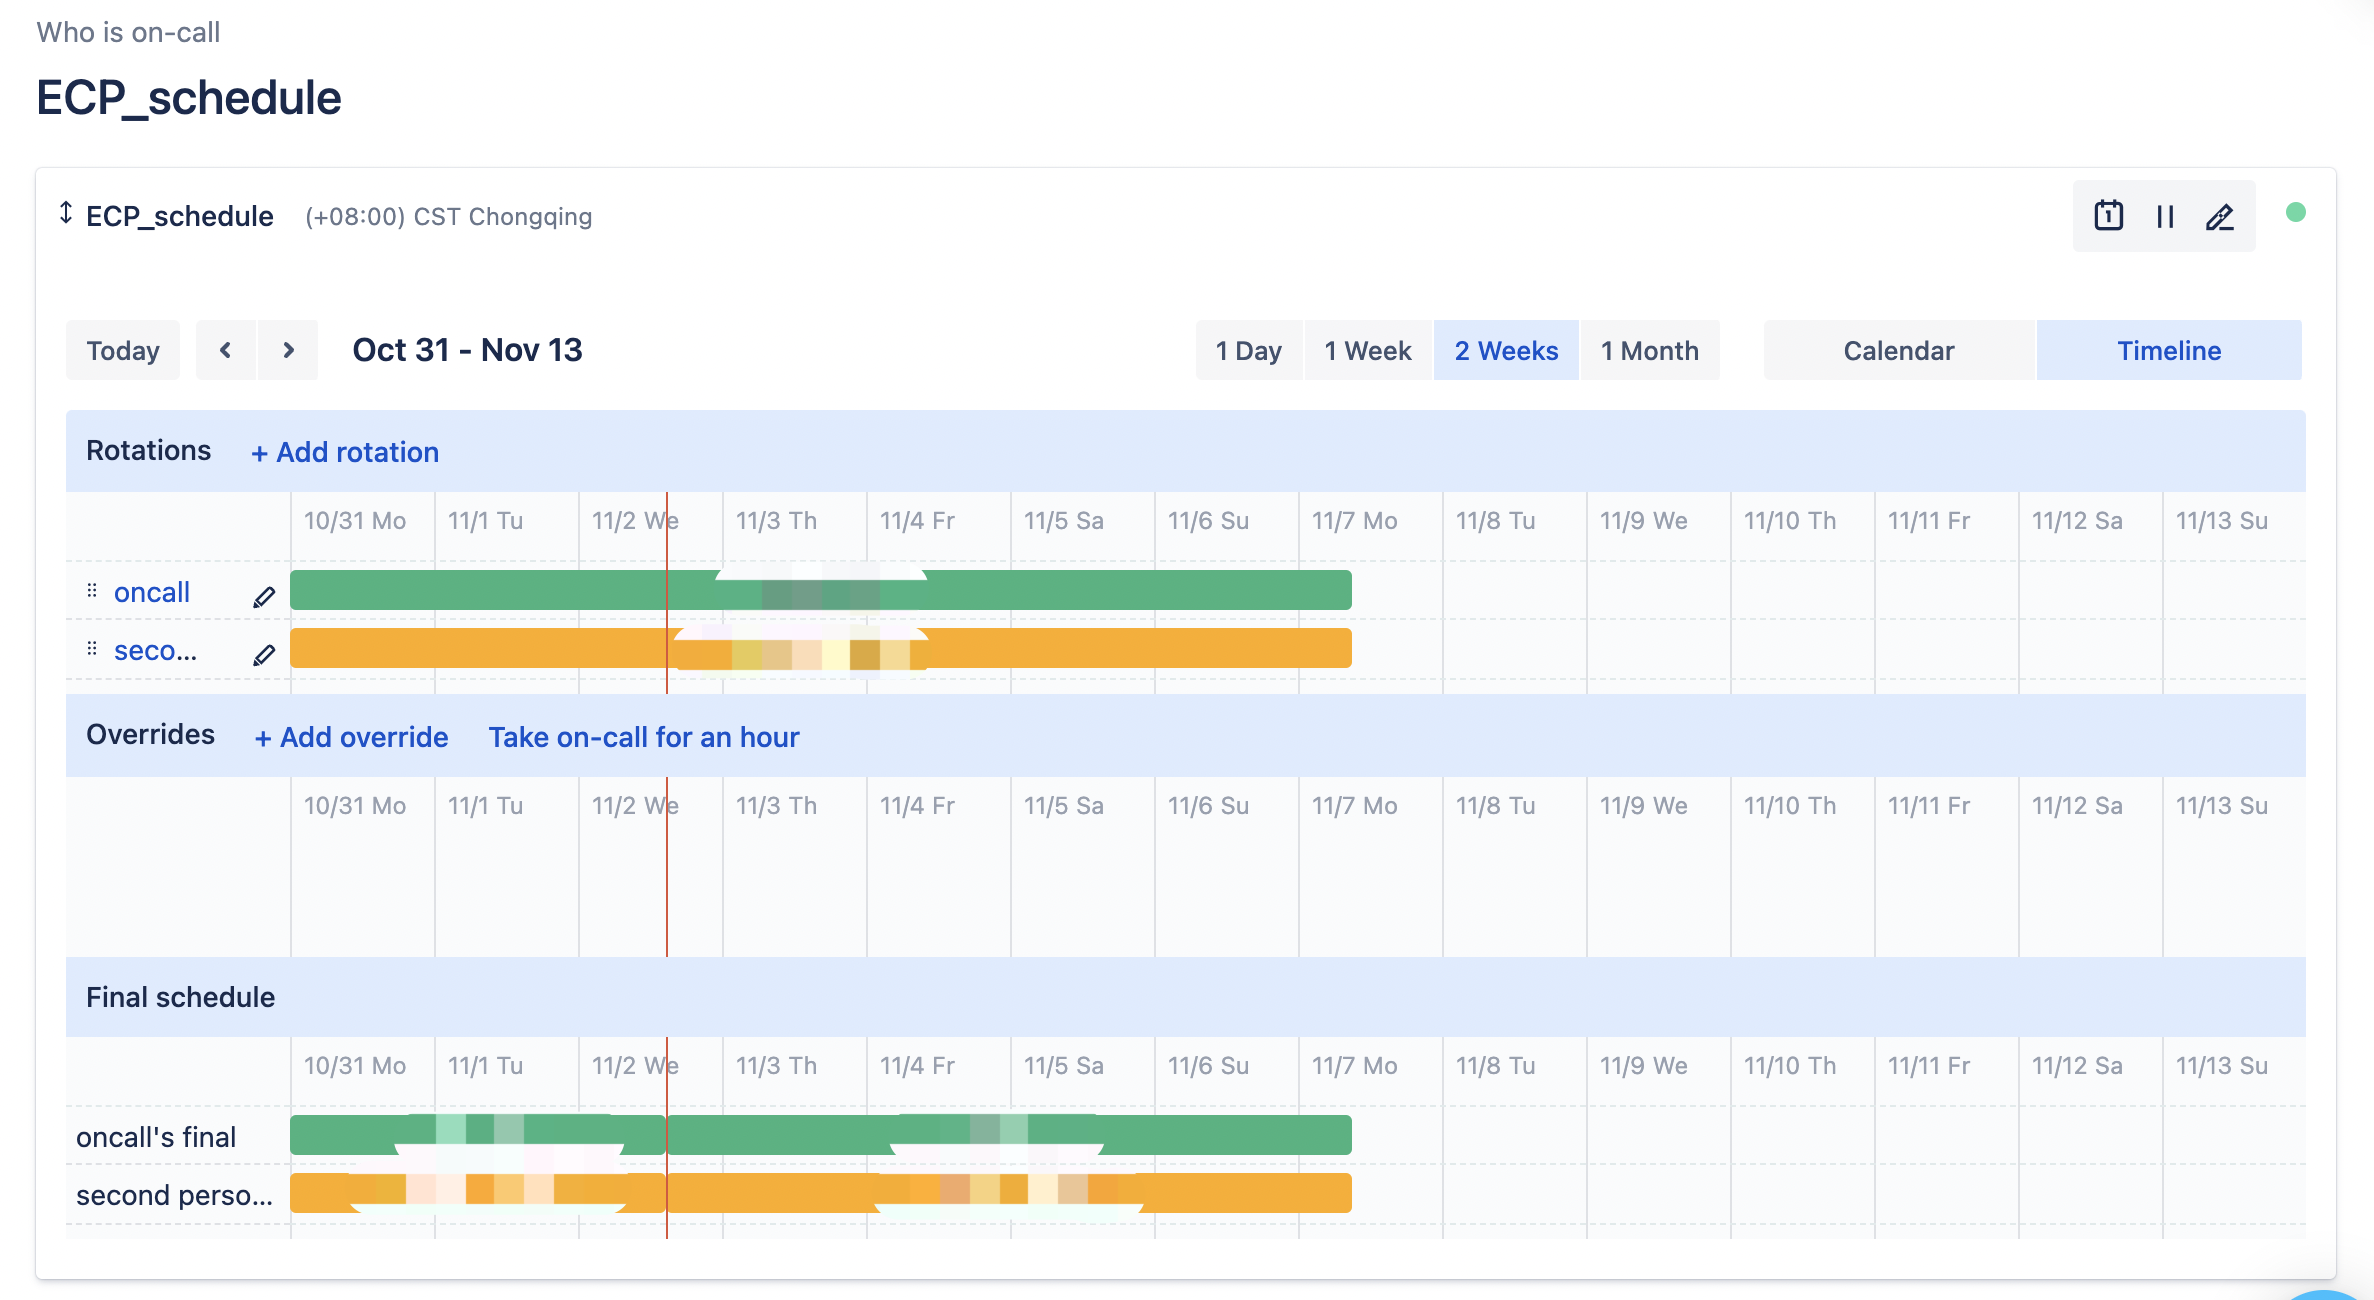 Who is on-call
ECP_schedule
ECP_schedule (+08:00) CST Chongqing
1
Today Oct 31 - Nov 13 1 Day 1 Week 2 Weeks 1 Month Calendar Timeline
Rotations + Add rotation
10/31 Mo 11/1 Tu 11/2 We 11/3 Th 11/4 Fr 11/5 Sa 11/6 Su 11/7 Mo 11/8 Tu 11/9 We 11/10 Th 11/11 Fr 11/12 Sa 11/13 Su
oncall
seco...
Overrides + Add override Take on-call for an hour
10/31 Mo 11/1 Tu 11/2 We 11/3 Th 11/4 Fr 11/5 Sa 11/6 Su 11/7 Mo 11/8 Tu 11/9 We 11/10 Th 11/11 Fr 11/12 Sa 11/13 Su
Final schedule
10/31 Mo 11/1 Tu 11/2 We 11/3 Th 11/4 Fr 11/5 Sa 11/6 Su 11/7 Mo 11/8 Tu 11/9 We 11/10 Th 11/11 Fr 11/12 Sa 11/13 Su
oncall's final
second perso...